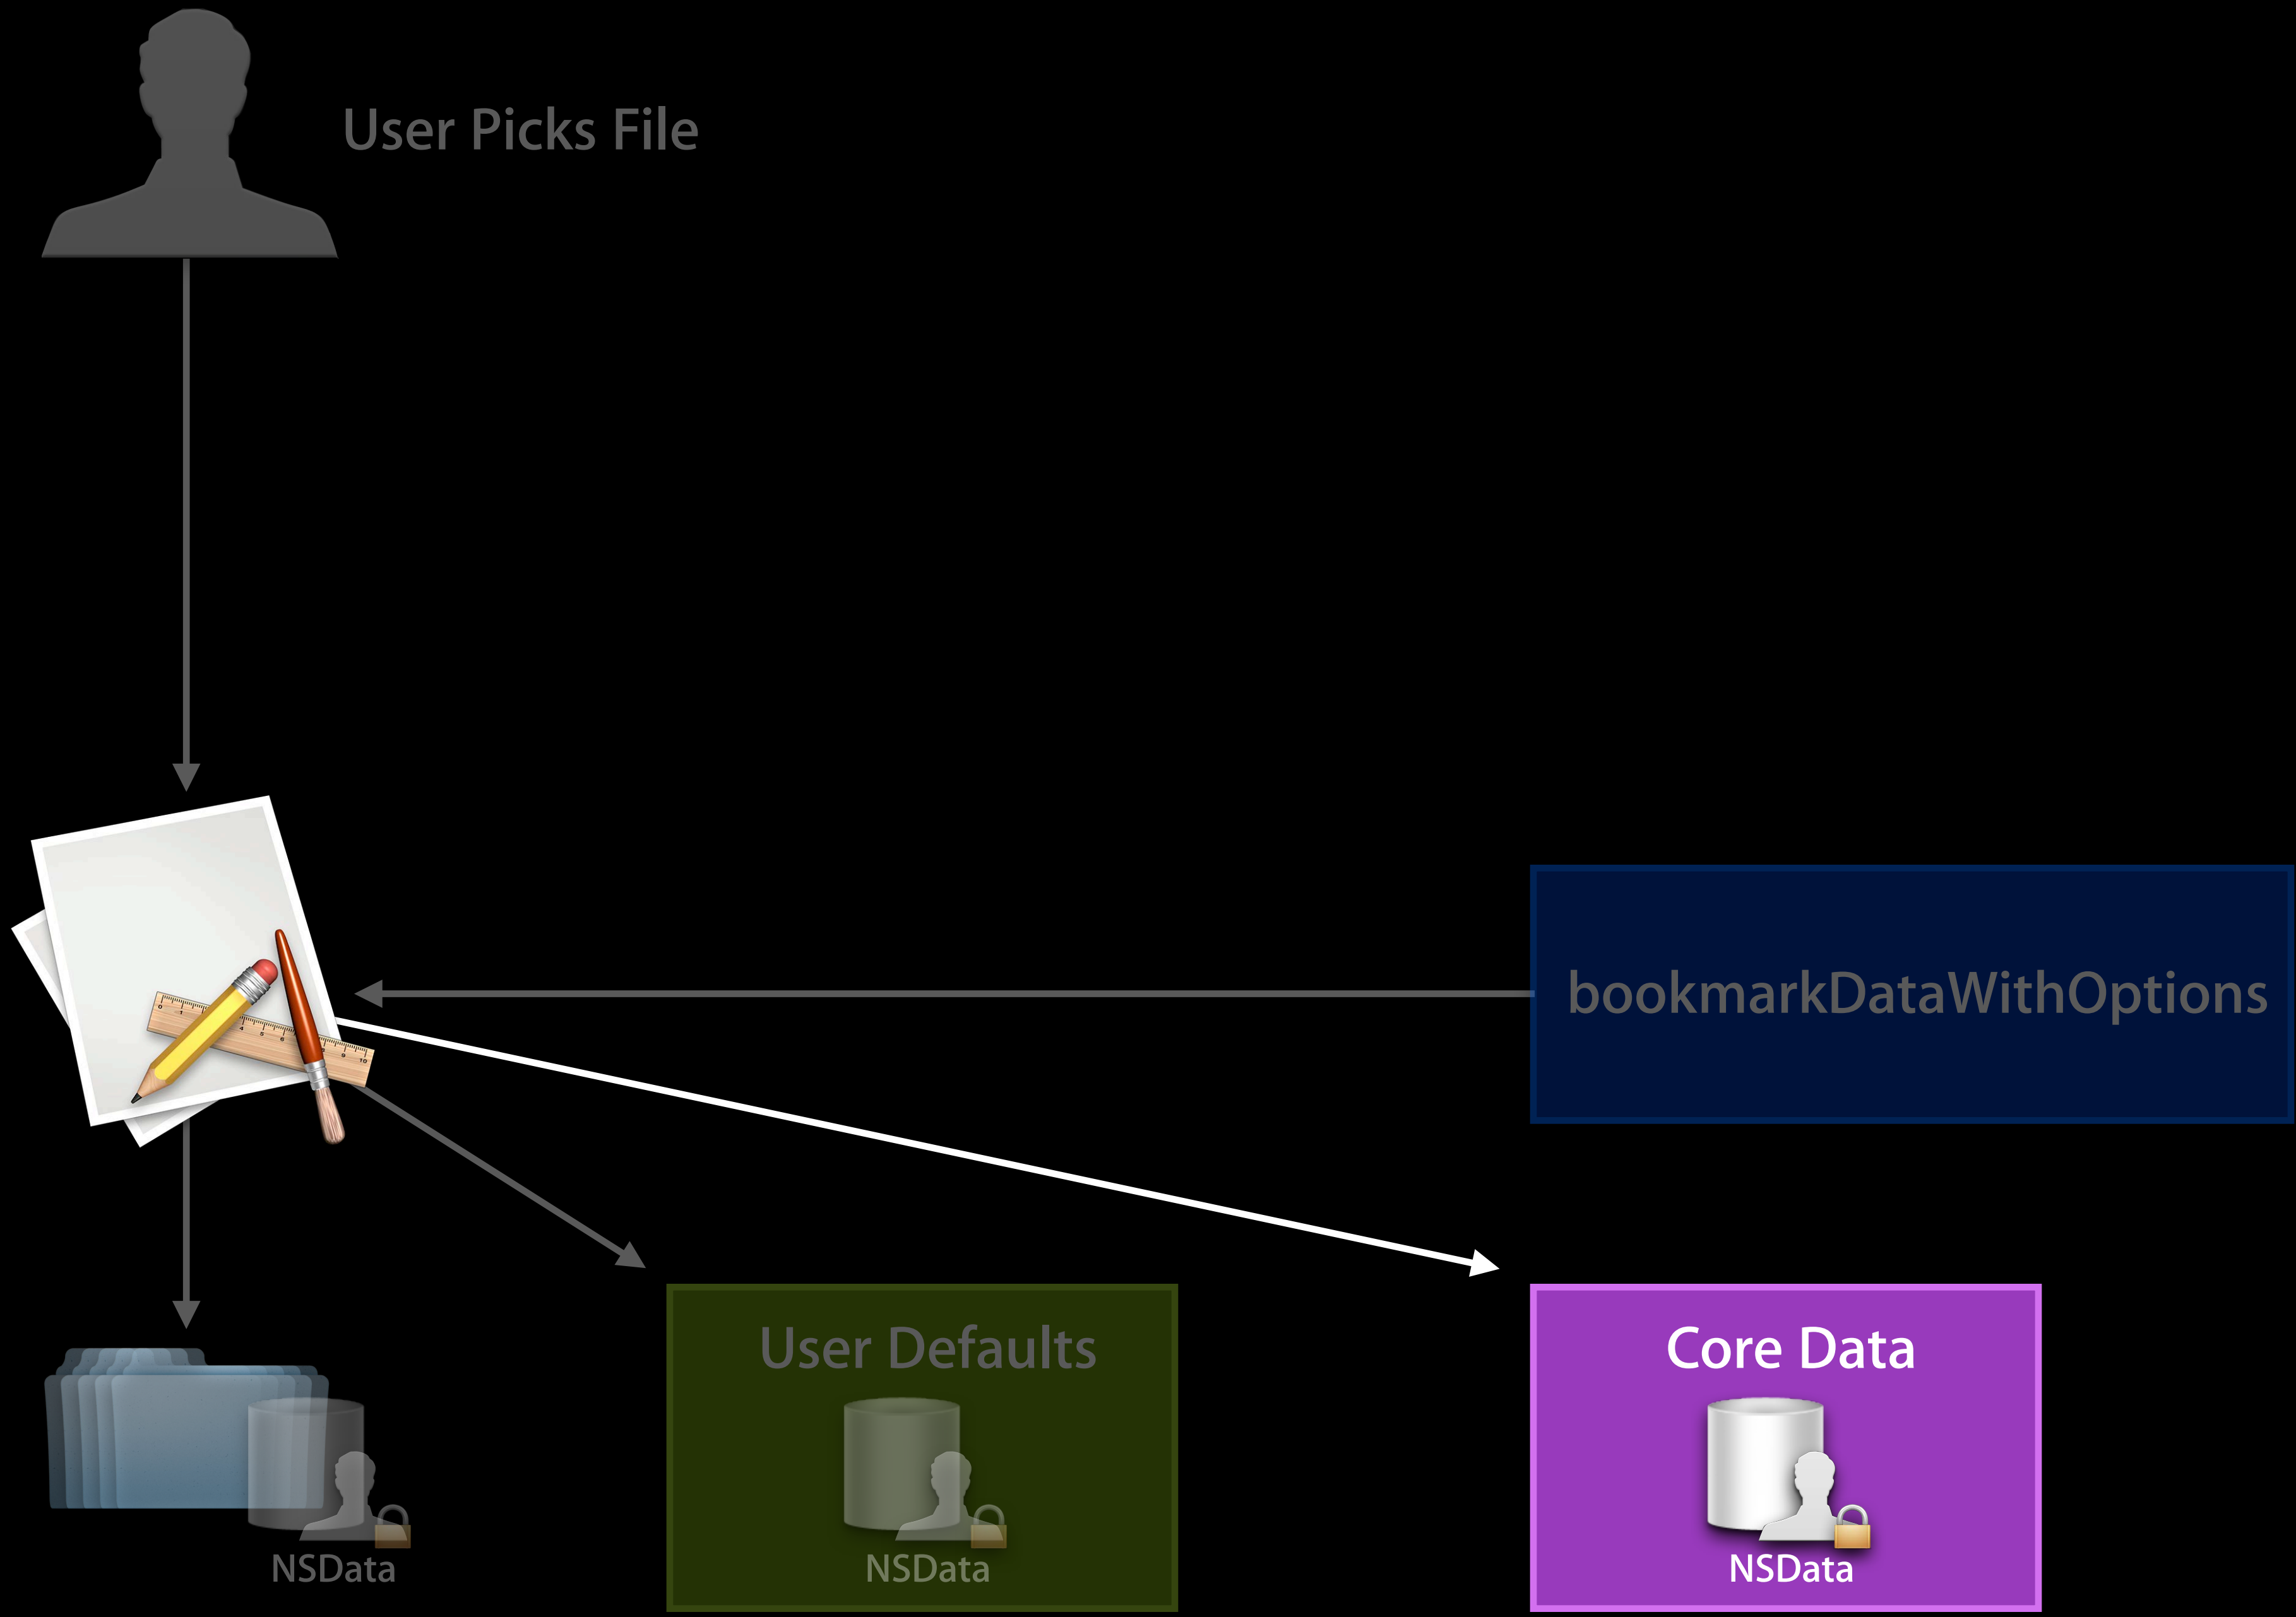 User Picks File
bookmarkDataWithOptions
User Defaults
Core Data
NSData
NSData
NSData